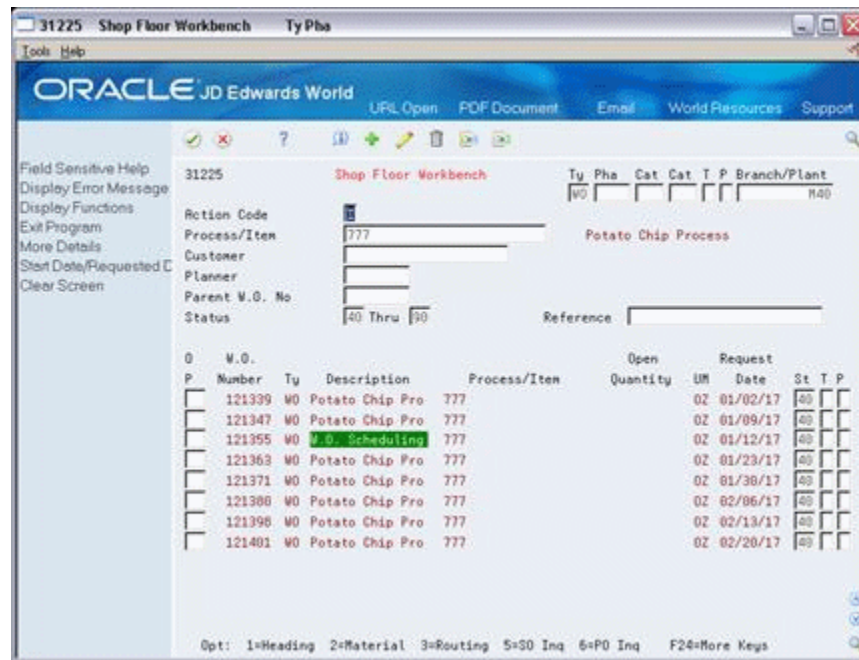 31225 Shop Floor Workbench Ty Pha
Tools Help
ORACLE JD Edwards World
URL Open PDF Document Email World Resources Support
Field Sensitive Help
Display Error Message
Display Functions
Exit Program
More Details
Start Date/Requested D
Clear Screen
31225 Shop Floor Workbench Ty Pha Cat Cat T P Branch/Plant
WO M40
Action Code I
Process/Item 777 Potato Chip Process
Customer
Planner
Parent W.O. No
Status 40 Thru 90 Reference
O W.O. Open Request
P Number Ty Description Process/Item Quantity UM Date St T P
121339 WO Potato Chip Pro 777 OZ 01/02/17 40
121347 WO Potato Chip Pro 777 OZ 01/09/17 40
121355 WO W.O. Scheduling 777 OZ 01/12/17 40
121363 WO Potato Chip Pro 777 OZ 01/23/17 40
121371 WO Potato Chip Pro 777 OZ 01/30/17 40
121380 WO Potato Chip Pro 777 OZ 02/06/17 40
121398 WO Potato Chip Pro 777 OZ 02/13/17 40
121401 WO Potato Chip Pro 777 OZ 02/20/17 40
Opt: 1=Heading 2=Material 3=Routing 5=SO Inq 6=PO Inq F24=More Keys